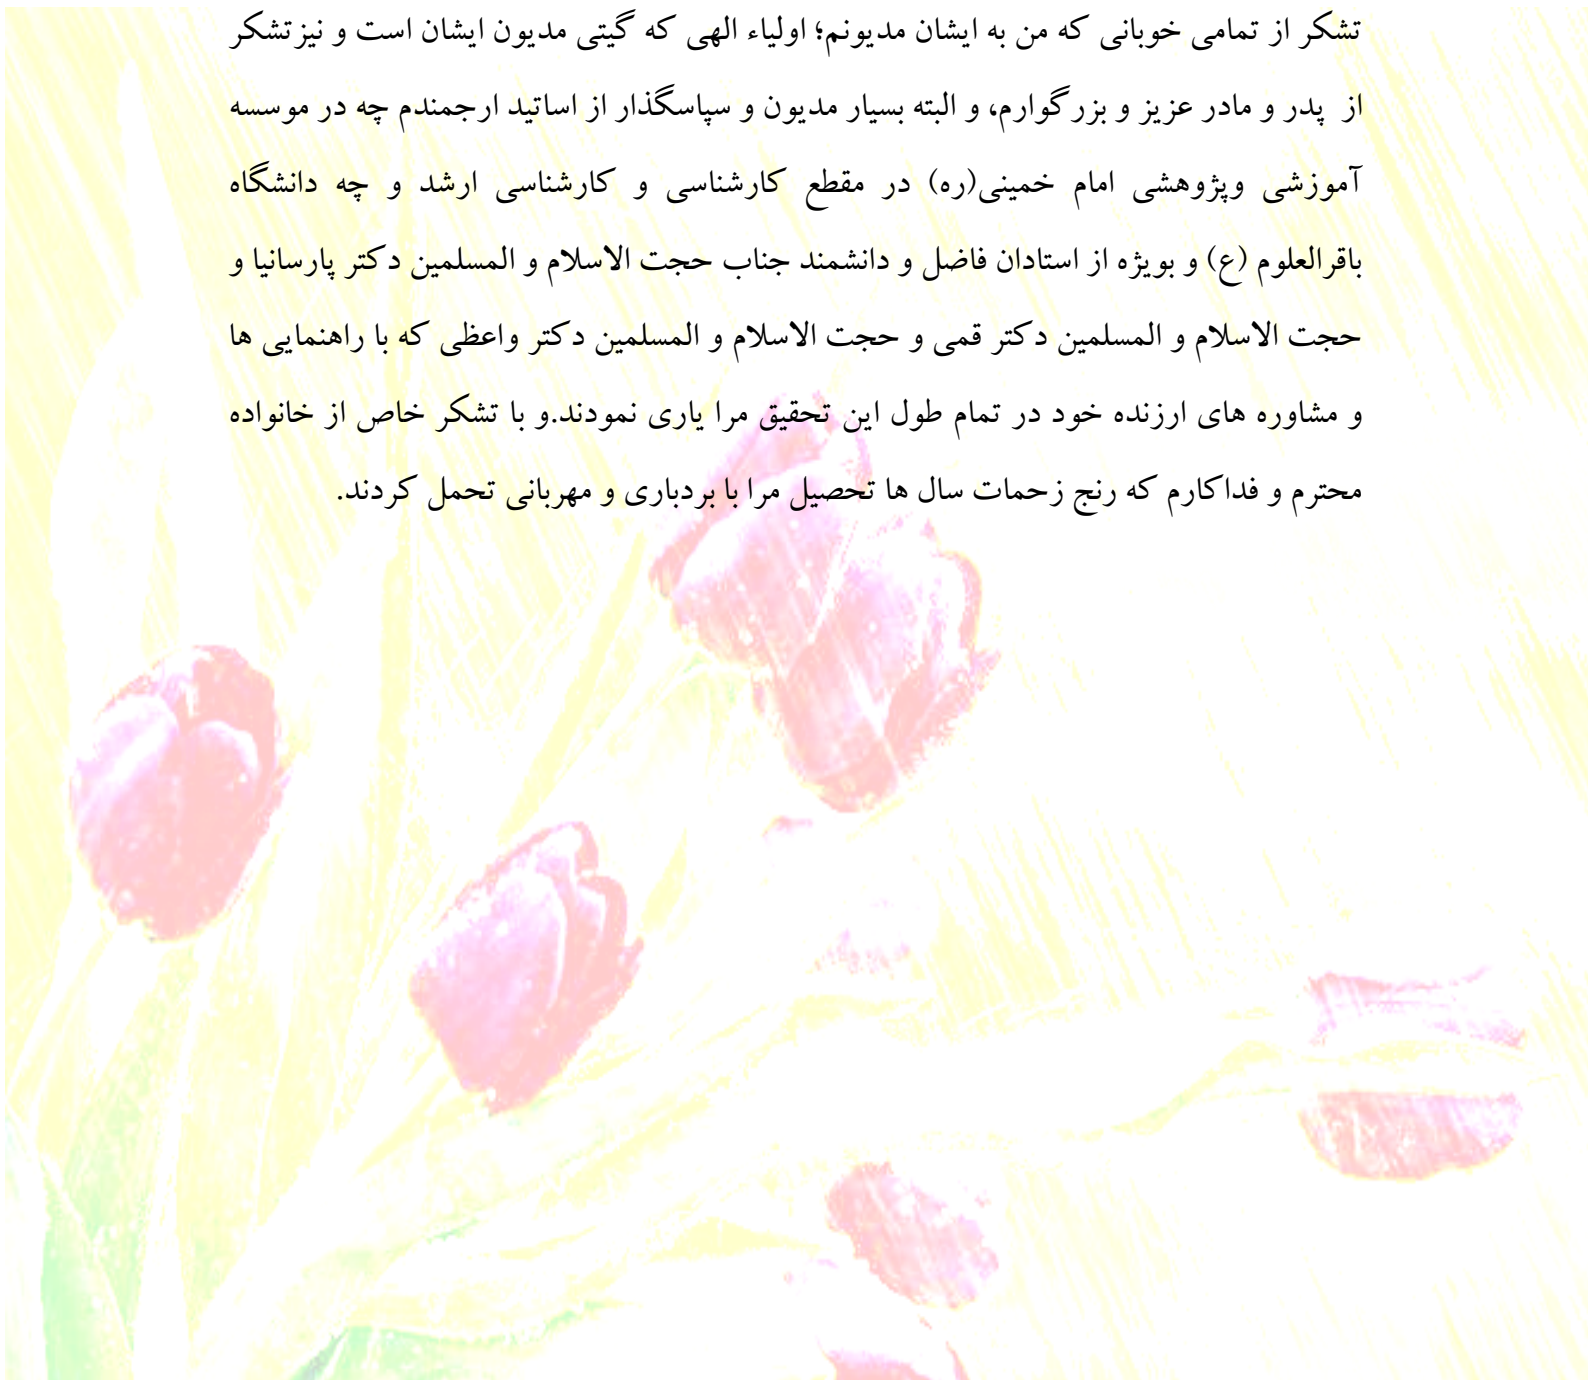 تشکر از تمامی خوبانی که من به ایشان مدیونم؛ اولیاء الهی که گیتی مدیون ایشان است و نیزتشکر
از پدر و مادر عزیز و بزرگوارم، و البته بسیار مدیون و سپاسگذار از اساتید ارجمندم چه در موسسه
آموزشی وپژوهشی امام خمینی(ره) در مقطع کارشناسی و کارشناسی ارشد و چه دانشگاه
باقرالعلوم (ع) و بویژه از استادان فاضل و دانشمند جناب حجت الاسلام و المسلمین دکتر پارسانیا و
حجت الاسلام و المسلمین دکتر قمی و حجت الاسلام و المسلمین دکتر واعظی که با راهنمایی ها
و مشاوره های ارزنده خود در تمام طول این تحقیق مرا یاری نمودند.و با تشکر خاص از خانواده
محترم و فداکارم که رنج زحمات سال ها تحصیل مرا با بردباری و مهربانی تحمل کردند.